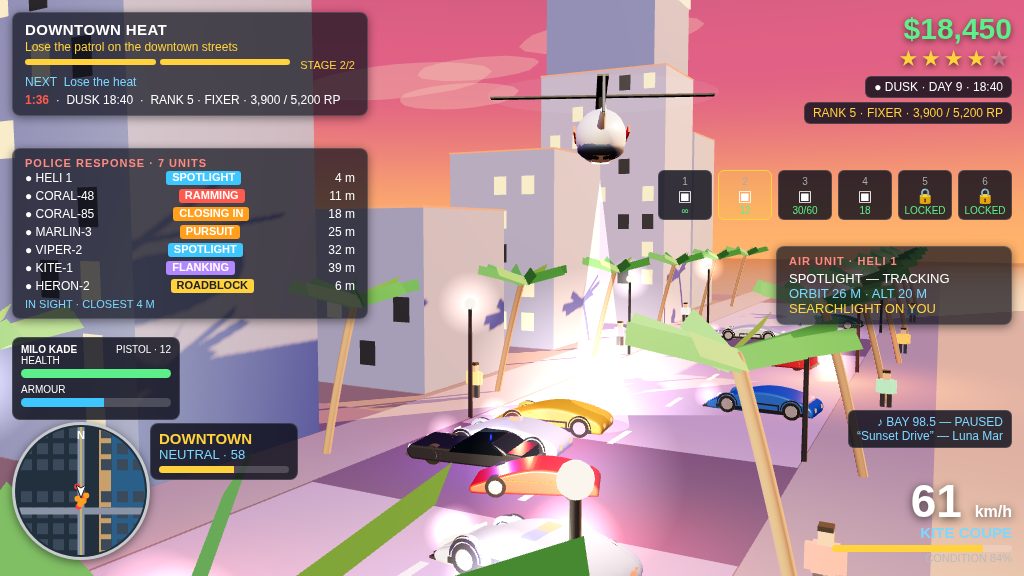 DOWNTOWN HEAT
Lose the patrol on the downtown streets
STAGE 2/2
NEXT Lose the heat
1:36 · DUSK 18:40 · RANK 5 · FIXER · 3,900 / 5,200 RP
POLICE RESPONSE · 7 UNITS
● HELI 1 SPOTLIGHT 4 m
● CORAL-48 RAMMING 11 m
● CORAL-85 CLOSING IN 18 m
● MARLIN-3 PURSUIT 25 m
● VIPER-2 SPOTLIGHT 32 m
● KITE-1 FLANKING 39 m
● HERON-2 ROADBLOCK 6 m
IN SIGHT · CLOSEST 4 m
MILO KADE PISTOL · 12
HEALTH
ARMOUR
N
DOWNTOWN
NEUTRAL · 58
$18,450
★★★★★
● DUSK · DAY 9 · 18:40
RANK 5 · FIXER · 3,900 / 5,200 RP
1 2 3 4 5 6
∞ 12 30/60 18 LOCKED LOCKED
AIR UNIT · HELI 1
SPOTLIGHT — TRACKING
ORBIT 26 M · ALT 20 M
SEARCHLIGHT ON YOU
♪ BAY 98.5 — PAUSED
“Sunset Drive” — Luna Mar
61 km/h
KITE COUPE
CONDITION 84%